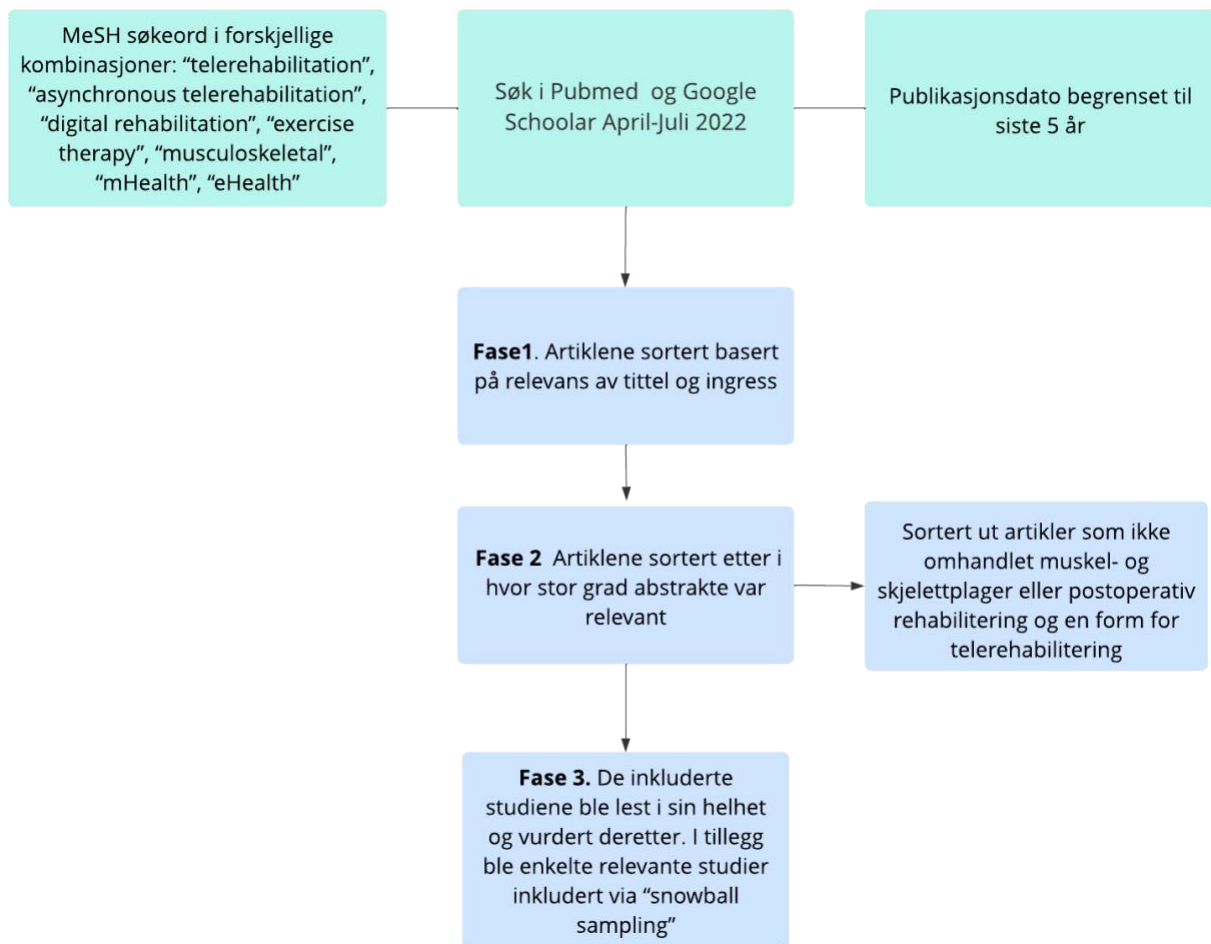 MeSH søkeord i forskjellige
kombinasjoner: “telerehabilitation”,
“asynchronous telerehabilitation”,
“digital rehabilitation”, “exercise
therapy”, “musculoskeletal”,
“mHealth”, “eHealth”
Søk i Pubmed og Google
Schoolar April-Juli 2022
Publikasjonsdato begrenset til
siste 5 år
Fase1. Artiklene sortert basert
på relevans av tittel og ingress
Fase 2 Artiklene sortert etter i
hvor stor grad abstrakte var
relevant
Sortert ut artikler som ikke
omhandlet muskel- og
skjelettplager eller postoperativ
rehabilitering og en form for
telerehabilitering
Fase 3. De inkluderte
studiene ble lest i sin helhet
og vurdert deretter. I tillegg
ble enkelte relevante studier
inkludert via “snowball
sampling”